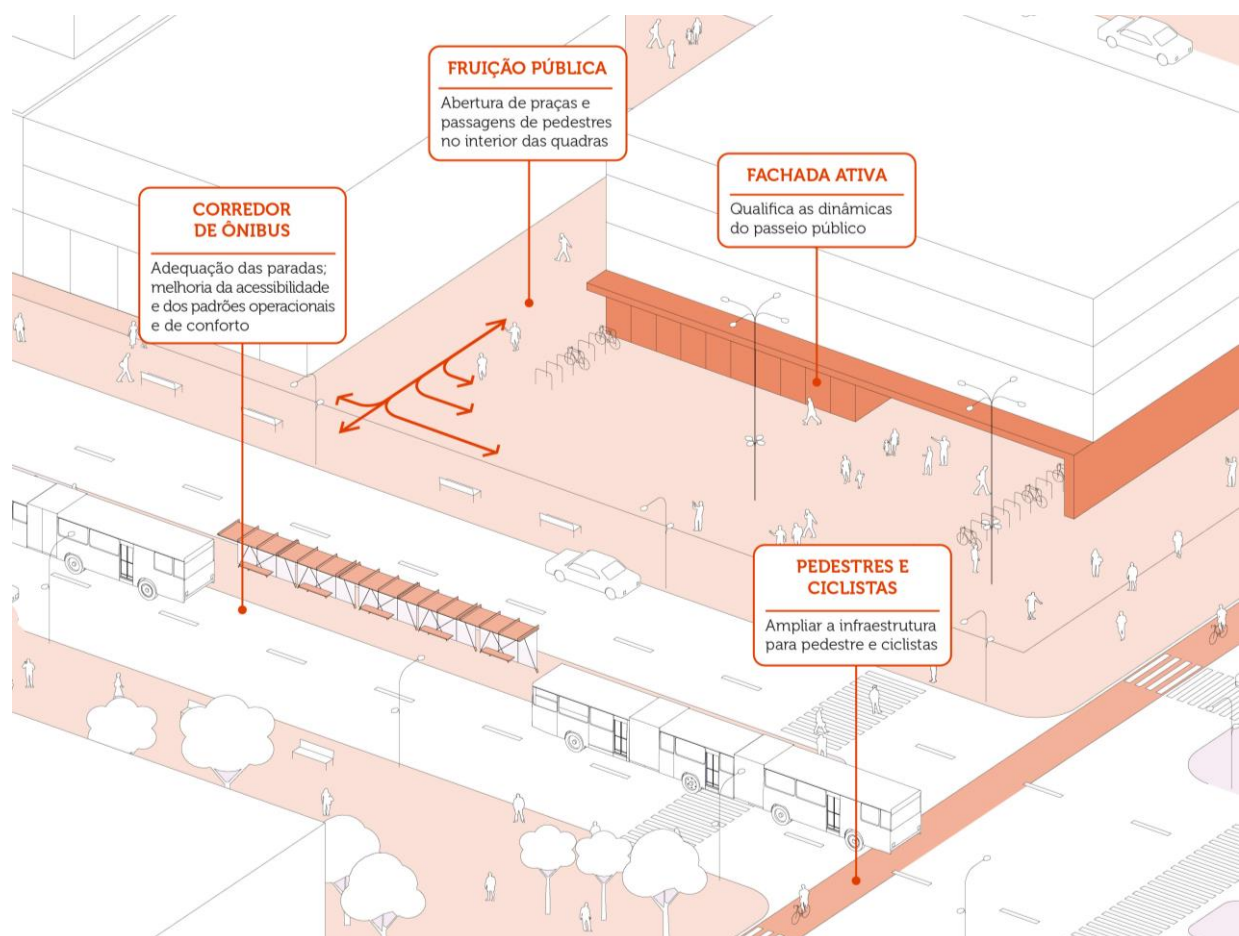 FRUIÇÃO PÚBLICA
Abertura de praças e
passagens de pedestres
no interior das quadras
FACHADA ATIVA
Qualifica as dinâmicas
do passeio público
CORREDOR
DE ÔNIBUS
Adequação das paradas;
melhoria da acessibilidade
e dos padrões operacionais
e de conforto
PEDESTRES E
CICLISTAS
Ampliar a infraestrutura
para pedestre e ciclistas